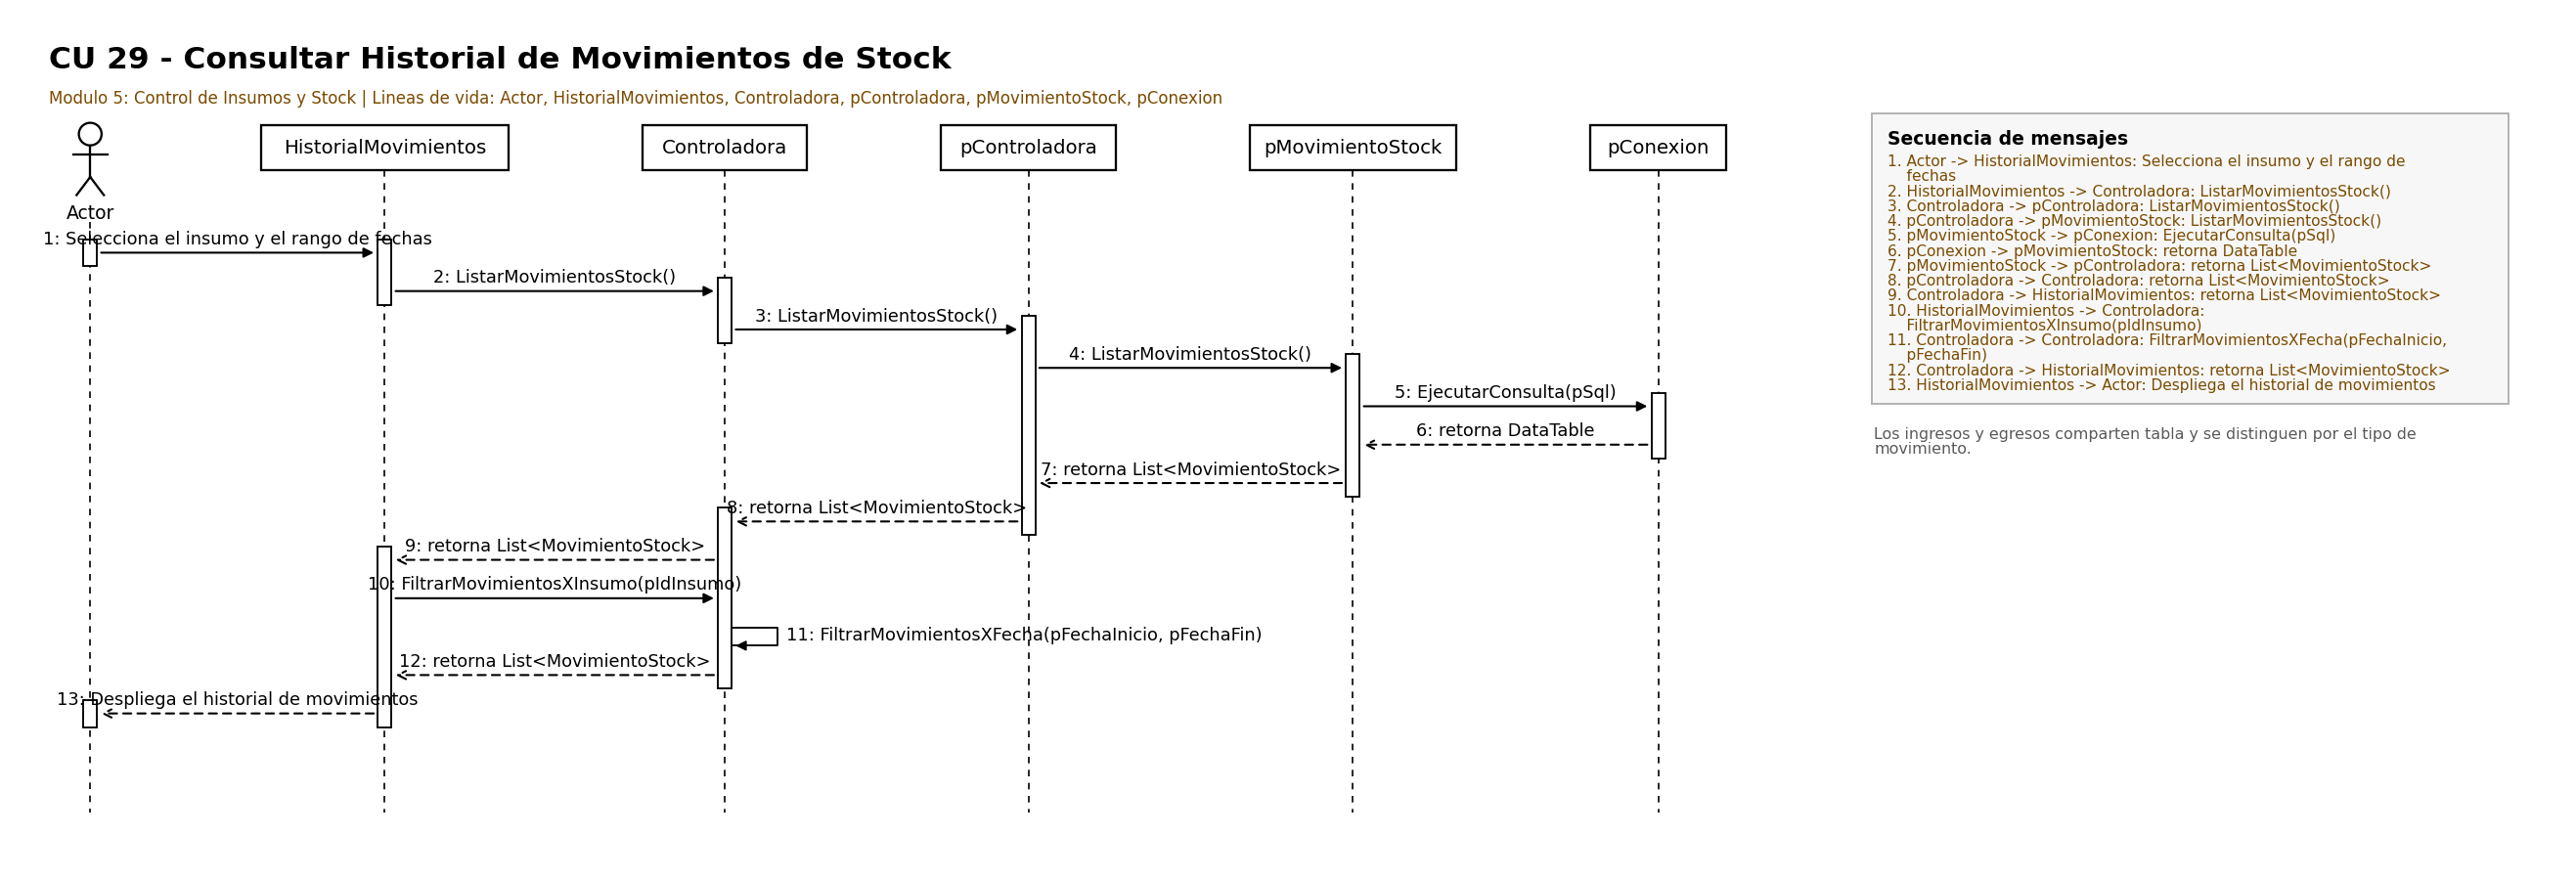 CU 29 - Consultar Historial de Movimientos de Stock
Modulo 5: Control de Insumos y Stock | Lineas de vida: Actor, HistorialMovimientos, Controladora, pControladora, pMovimientoStock, pConexion
Actor
HistorialMovimientos
Controladora
pControladora
pMovimientoStock
pConexion
1: Selecciona el insumo y el rango de fechas
2: ListarMovimientosStock()
3: ListarMovimientosStock()
4: ListarMovimientosStock()
5: EjecutarConsulta(pSql)
6: retorna DataTable
7: retorna List<MovimientoStock>
8: retorna List<MovimientoStock>
9: retorna List<MovimientoStock>
10: FiltrarMovimientosXInsumo(pIdInsumo)
11: FiltrarMovimientosXFecha(pFechaInicio, pFechaFin)
12: retorna List<MovimientoStock>
13: Despliega el historial de movimientos
Secuencia de mensajes
1. Actor -> HistorialMovimientos: Selecciona el insumo y el rango de
fechas
2. HistorialMovimientos -> Controladora: ListarMovimientosStock()
3. Controladora -> pControladora: ListarMovimientosStock()
4. pControladora -> pMovimientoStock: ListarMovimientosStock()
5. pMovimientoStock -> pConexion: EjecutarConsulta(pSql)
6. pConexion -> pMovimientoStock: retorna DataTable
7. pMovimientoStock -> pControladora: retorna List<MovimientoStock>
8. pControladora -> Controladora: retorna List<MovimientoStock>
9. Controladora -> HistorialMovimientos: retorna List<MovimientoStock>
10. HistorialMovimientos -> Controladora:
FiltrarMovimientosXInsumo(pIdInsumo)
11. Controladora -> Controladora: FiltrarMovimientosXFecha(pFechaInicio,
pFechaFin)
12. Controladora -> HistorialMovimientos: retorna List<MovimientoStock>
13. HistorialMovimientos -> Actor: Despliega el historial de movimientos
Los ingresos y egresos comparten tabla y se distinguen por el tipo de
movimiento.